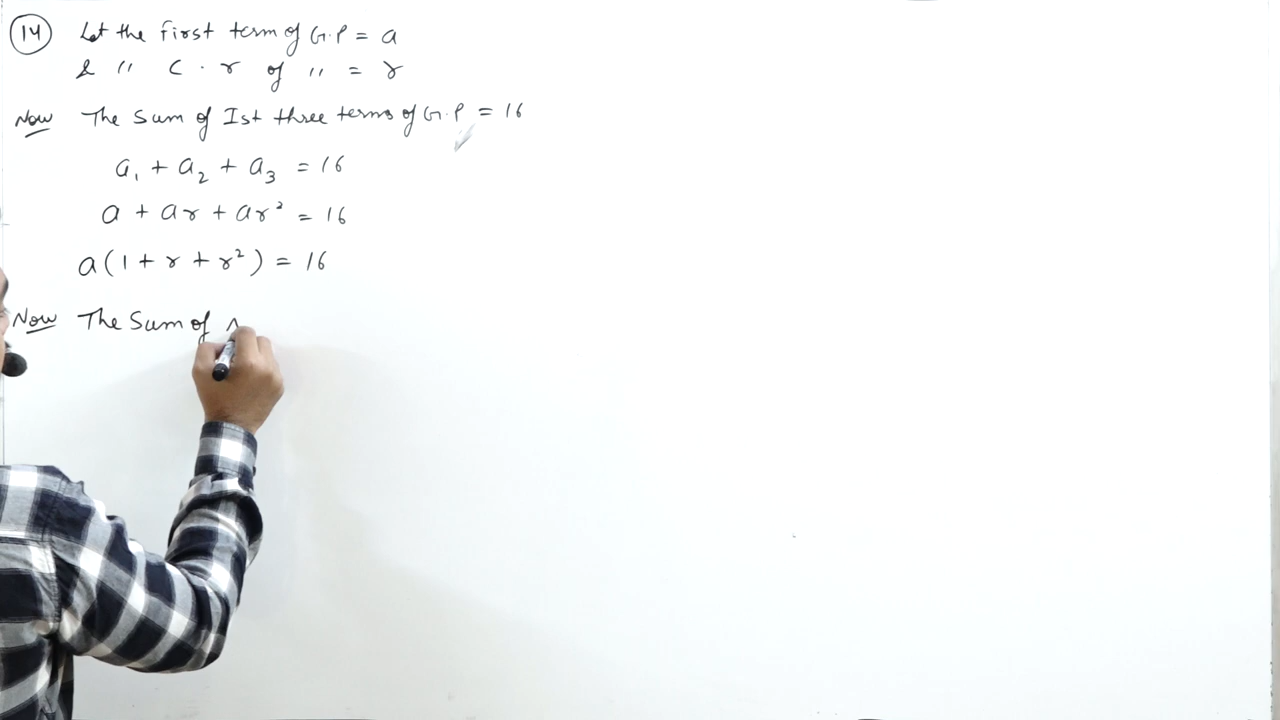 14 Let the first term of G.P = a
& " C.r of " = r
Now The Sum of Ist three terms of G.P = 16
a₁ + a₂ + a₃ = 16
a + ar + ar² = 16
a(1 + r + r²) = 16
Now The Sum of